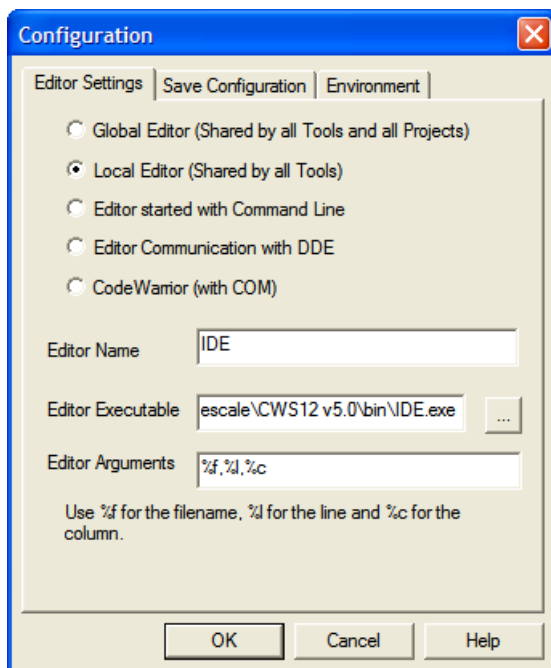 Configuration
Editor Settings Save Configuration Environment
Global Editor (Shared by all Tools and all Projects)
Local Editor (Shared by all Tools)
Editor started with Command Line
Editor Communication with DDE
CodeWarrior (with COM)
Editor Name IDE
Editor Executable escale\CWS12 v5.0\bin\IDE.exe ...
Editor Arguments %f,%l,%c
Use %f for the filename, %l for the line and %c for the
column.
OK Cancel Help